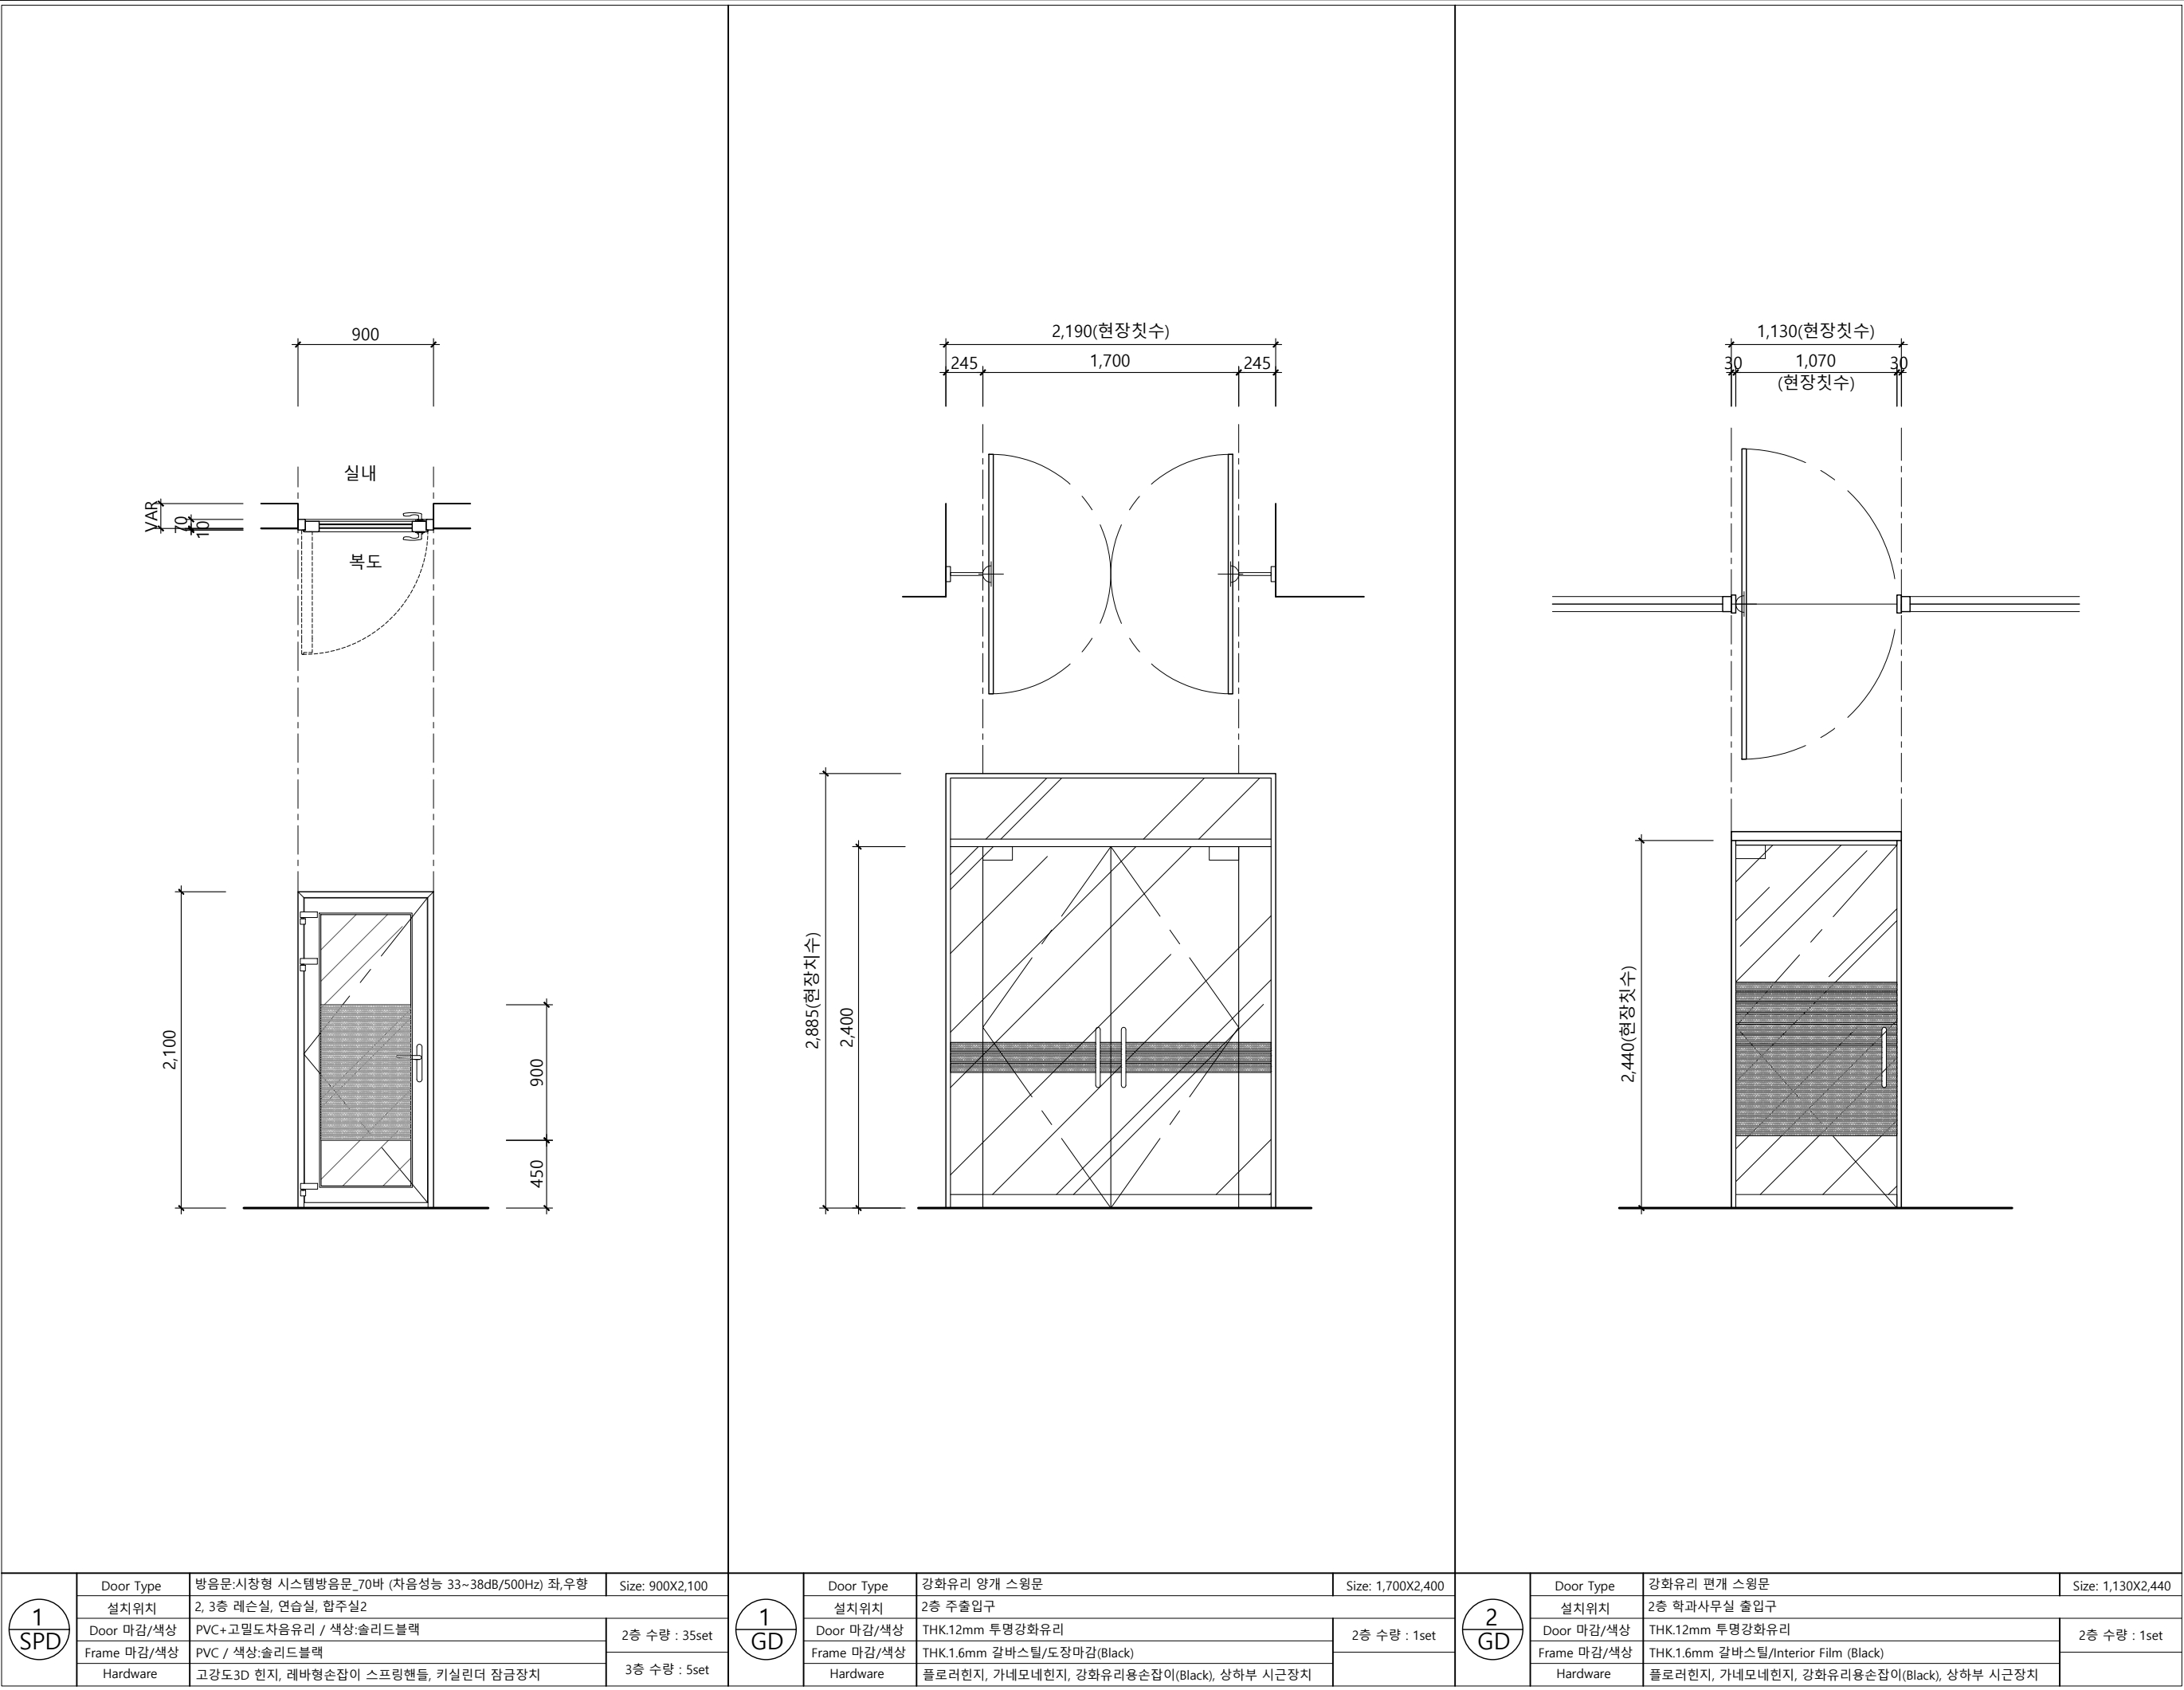 900
실내
VAR
70
10
복도
2,100
900
450
2,190(현장칫수)
245
1,700
245
2,885(현장치수)
2,400
1,130(현장칫수)
30
1,070
30
(현장칫수)
2,440(현장칫수)
1
SPD
Door Type
방음문:시창형 시스템방음문_70바 (차음성능 33~38dB/500Hz) 좌,우향
Size: 900X2,100
설치위치
2, 3층 레슨실, 연습실, 합주실2
Door 마감/색상
PVC+고밀도차음유리 / 색상:솔리드블랙
2층 수량 : 35set
Frame 마감/색상
PVC / 색상:솔리드블랙
Hardware
고강도3D 힌지, 레바형손잡이 스프링핸들, 키실린더 잠금장치
3층 수량 : 5set
1
GD
Door Type
강화유리 양개 스윙문
Size: 1,700X2,400
설치위치
2층 주출입구
Door 마감/색상
THK.12mm 투명강화유리
2층 수량 : 1set
Frame 마감/색상
THK.1.6mm 갈바스틸/도장마감(Black)
Hardware
플로러힌지, 가네모네힌지, 강화유리용손잡이(Black), 상하부 시근장치
2
GD
Door Type
강화유리 편개 스윙문
Size: 1,130X2,440
설치위치
2층 학과사무실 출입구
Door 마감/색상
THK.12mm 투명강화유리
2층 수량 : 1set
Frame 마감/색상
THK.1.6mm 갈바스틸/Interior Film (Black)
Hardware
플로러힌지, 가네모네힌지, 강화유리용손잡이(Black), 상하부 시근장치